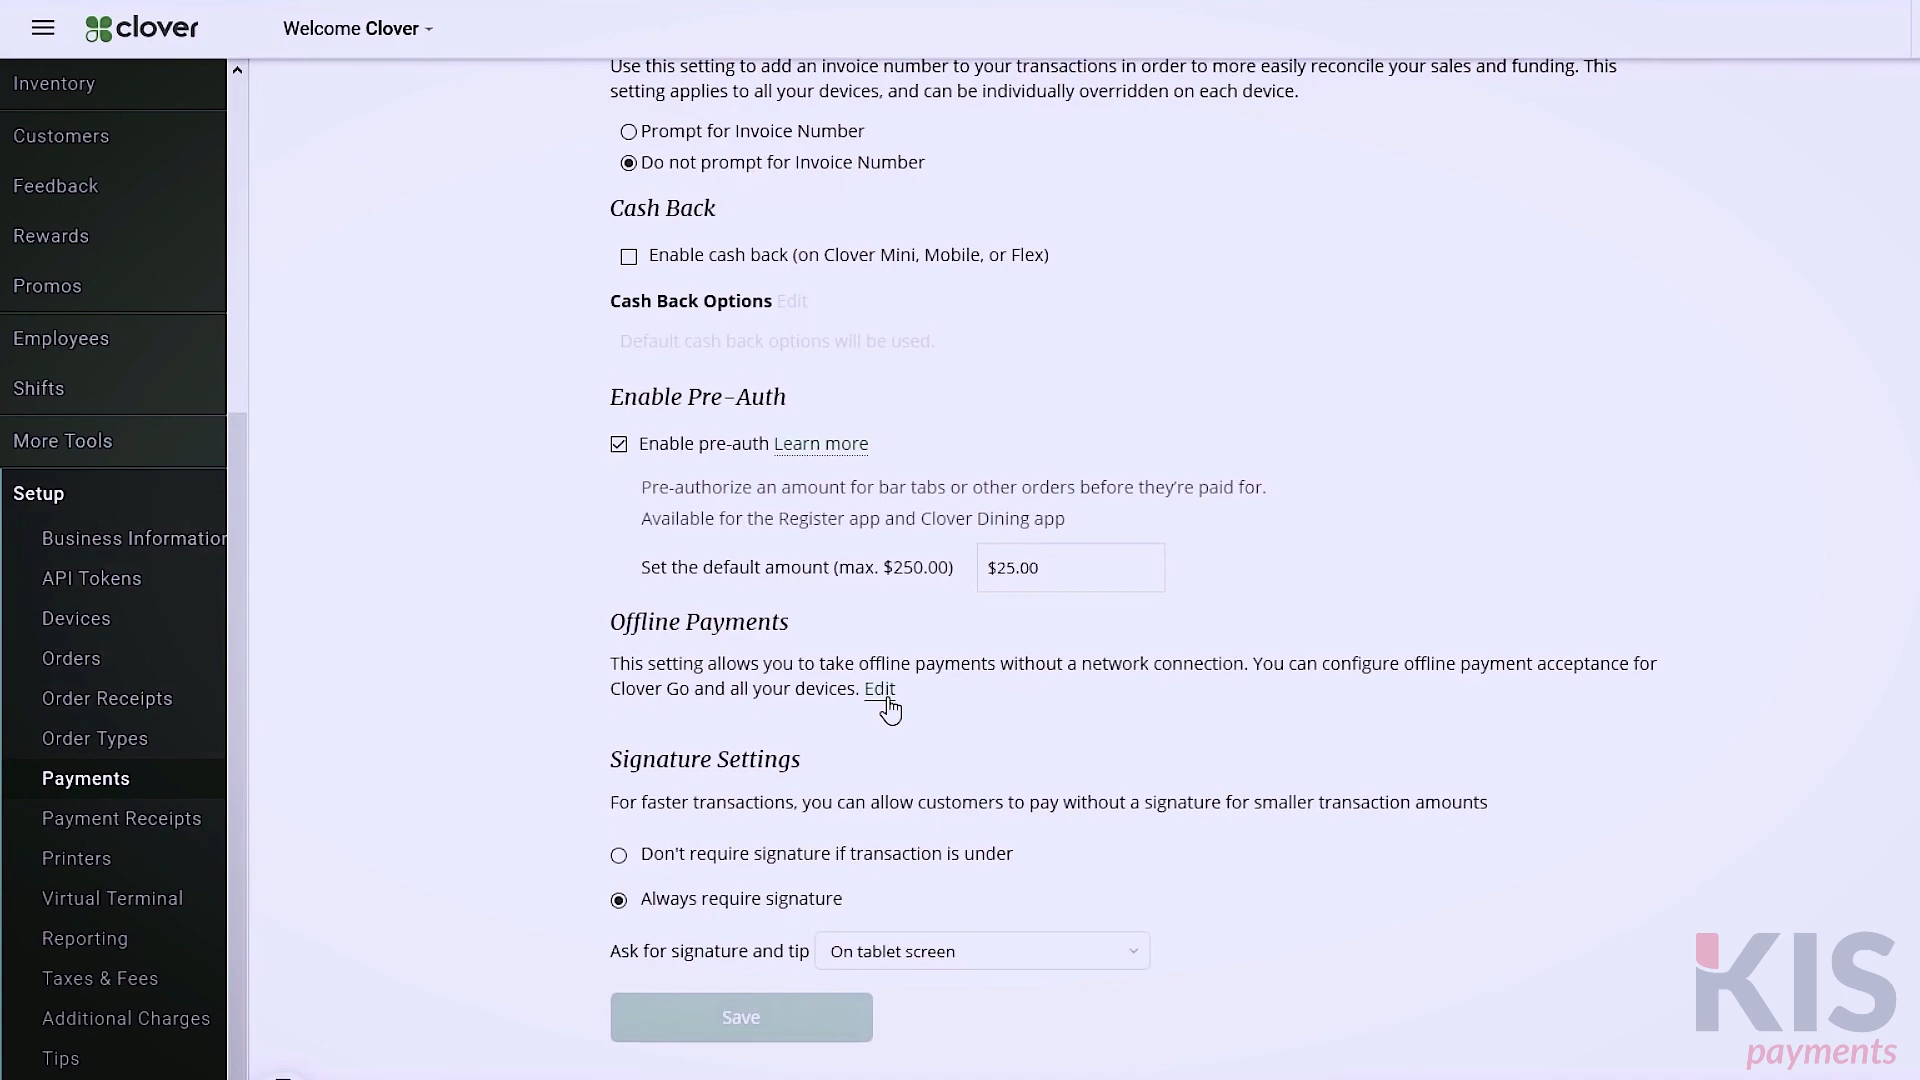 clover
Welcome Clover
Inventory
Customers
Feedback
Rewards
Promos
Employees
Shifts
More Tools
Setup
Business Information
API Tokens
Devices
Orders
Order Receipts
Order Types
Payments
Payment Receipts
Printers
Virtual Terminal
Reporting
Taxes & Fees
Additional Charges
Tips
Use this setting to add an invoice number to your transactions in order to more easily reconcile your sales and funding. This
setting applies to all your devices, and can be individually overridden on each device.
Prompt for Invoice Number
Do not prompt for Invoice Number
Cash Back
Enable cash back (on Clover Mini, Mobile, or Flex)
Cash Back Options Edit
Default cash back options will be used.
Enable Pre-Auth
Enable pre-auth Learn more
Pre-authorize an amount for bar tabs or other orders before they're paid for.
Available for the Register app and Clover Dining app
Set the default amount (max. $250.00) $25.00
Offline Payments
This setting allows you to take offline payments without a network connection. You can configure offline payment acceptance for
Clover Go and all your devices. Edit
Signature Settings
For faster transactions, you can allow customers to pay without a signature for smaller transaction amounts
Don't require signature if transaction is under
Always require signature
Ask for signature and tip On tablet screen
Save
KIS
payments